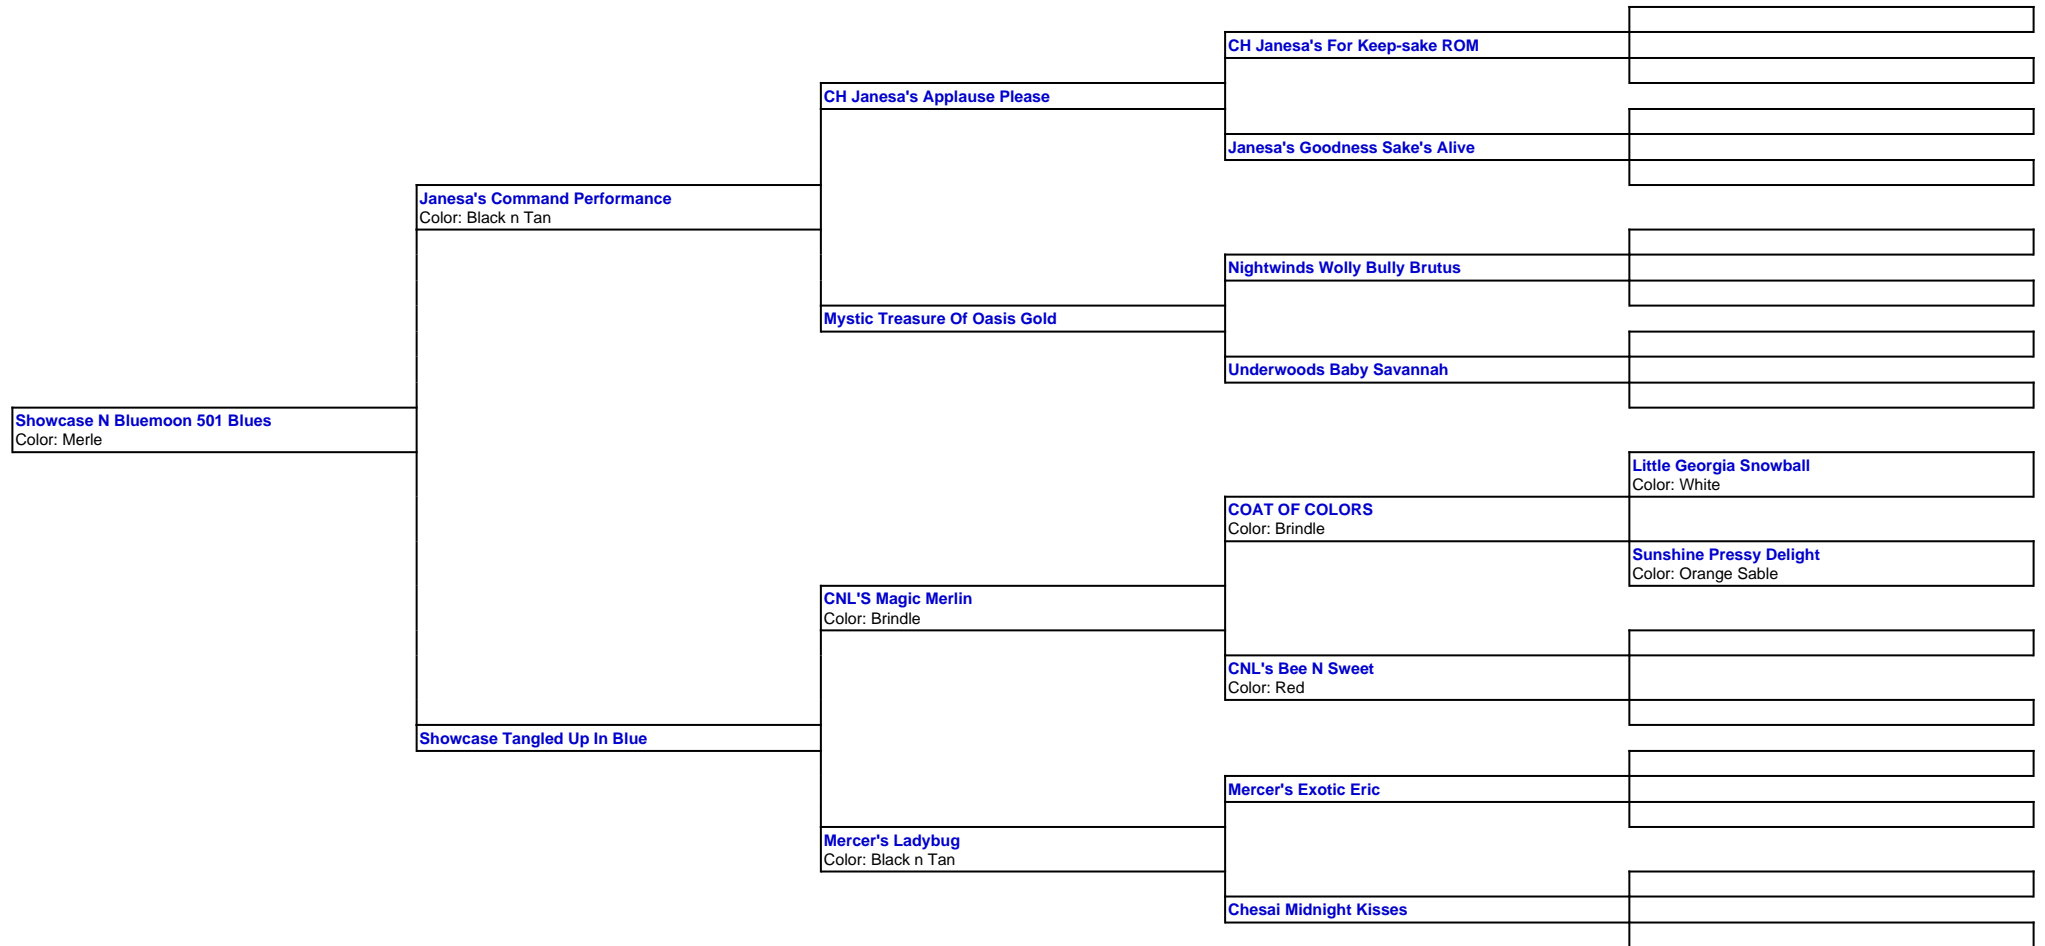 CH Janesa's For Keep-sake ROM
CH Janesa's Applause Please
Janesa's Goodness Sake's Alive
Janesa's Command Performance
Color: Black n Tan
Nightwinds Wolly Bully Brutus
Mystic Treasure Of Oasis Gold
Underwoods Baby Savannah
Showcase N Bluemoon 501 Blues
Color: Merle
Little Georgia Snowball
Color: White
COAT OF COLORS
Color: Brindle
Sunshine Pressy Delight
Color: Orange Sable
CNL'S Magic Merlin
Color: Brindle
CNL's Bee N Sweet
Color: Red
Showcase Tangled Up In Blue
Mercer's Exotic Eric
Mercer's Ladybug
Color: Black n Tan
Chesai Midnight Kisses